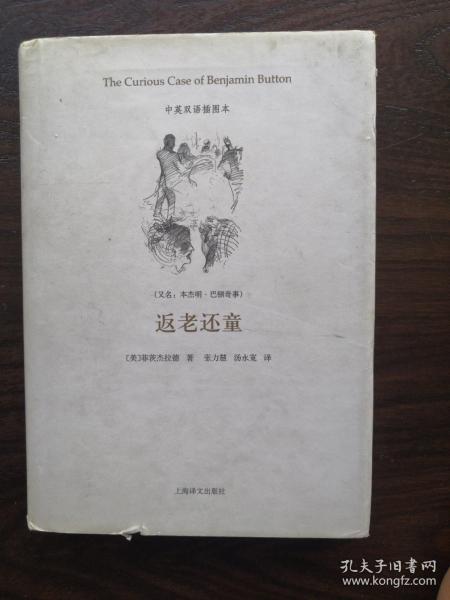 The Curious Case of Benjamin Button
中英双语插图本
(又名：本杰明·巴顿奇事)
返老还童
[美]菲茨杰拉德 著 张力慧 汤永宽 译
上海译文出版社
孔夫子旧书网
www.kongfz.com